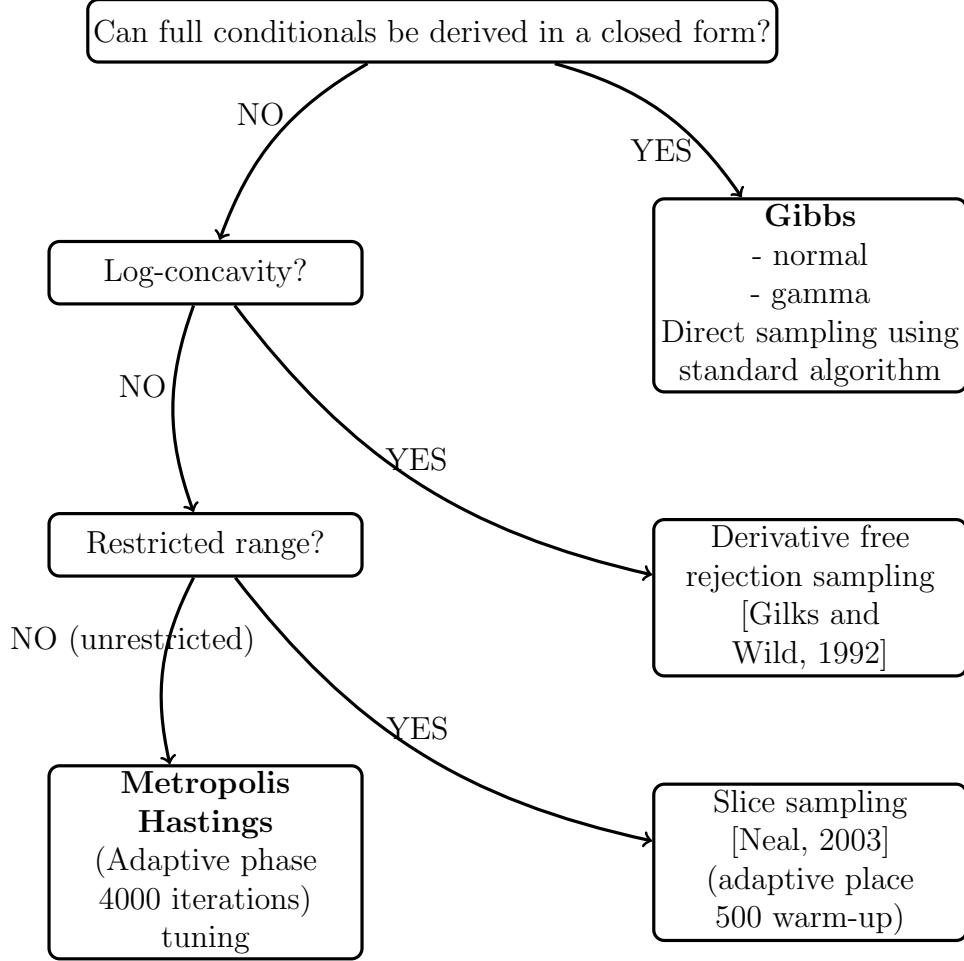 Can full conditionals be derived in a closed form?
NO
YES
Gibbs
- normal
- gamma
Direct sampling using
standard algorithm
Log-concavity?
NO
YES
Restricted range?
Derivative free
rejection sampling
[Gilks and
Wild, 1992]
NO (unrestricted)
YES
Metropolis
Hastings
(Adaptive phase
4000 iterations)
tuning
Slice sampling
[Neal, 2003]
(adaptive place
500 warm-up)